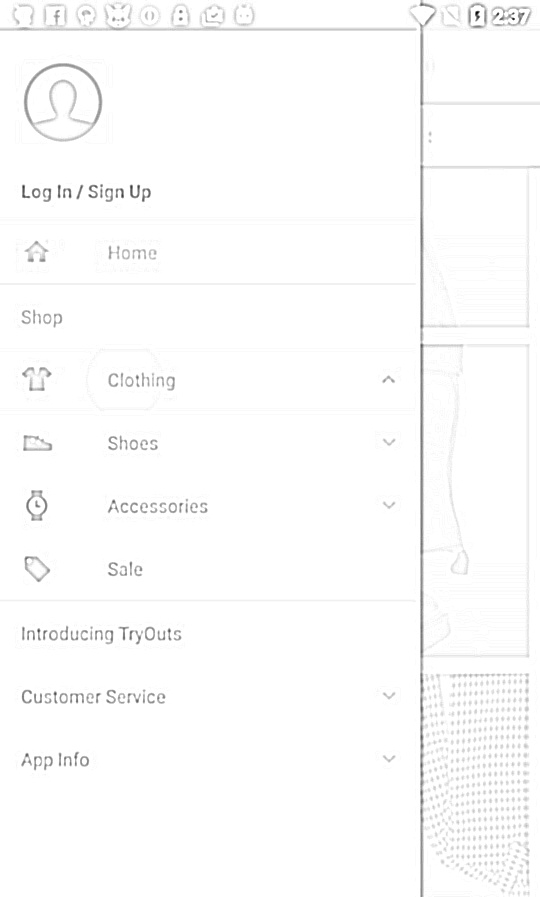 2:37
Log In / Sign Up
Home
Shop
Clothing
Shoes
Accessories
Sale
Introducing TryOuts
Customer Service
App Info